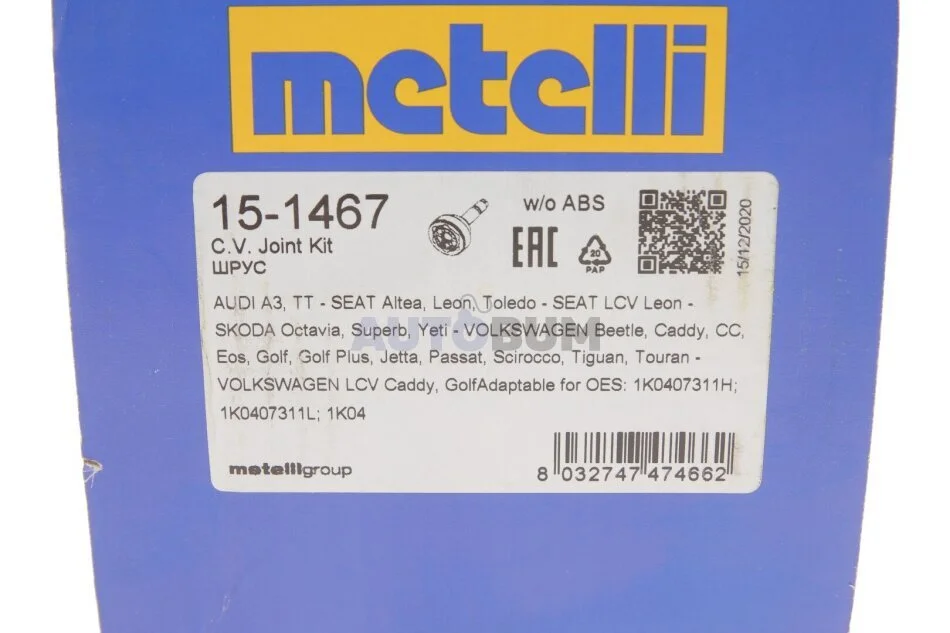 metelli
15-1467
w/o ABS
C.V. Joint Kit
ШРУС
EAC
20
PAP
15/12/2020
AUDI A3, TT - SEAT Altea, Leon, Toledo - SEAT LCV Leon -
SKODA Octavia, Superb, Yeti - VOLKSWAGEN Beetle, Caddy, CC,
AUTOBUM
Eos, Golf, Golf Plus, Jetta, Passat, Scirocco, Tiguan, Touran -
VOLKSWAGEN LCV Caddy, GolfAdaptable for OES: 1K0407311H;
1K0407311L; 1K04
metelligroup
8 032747 474662